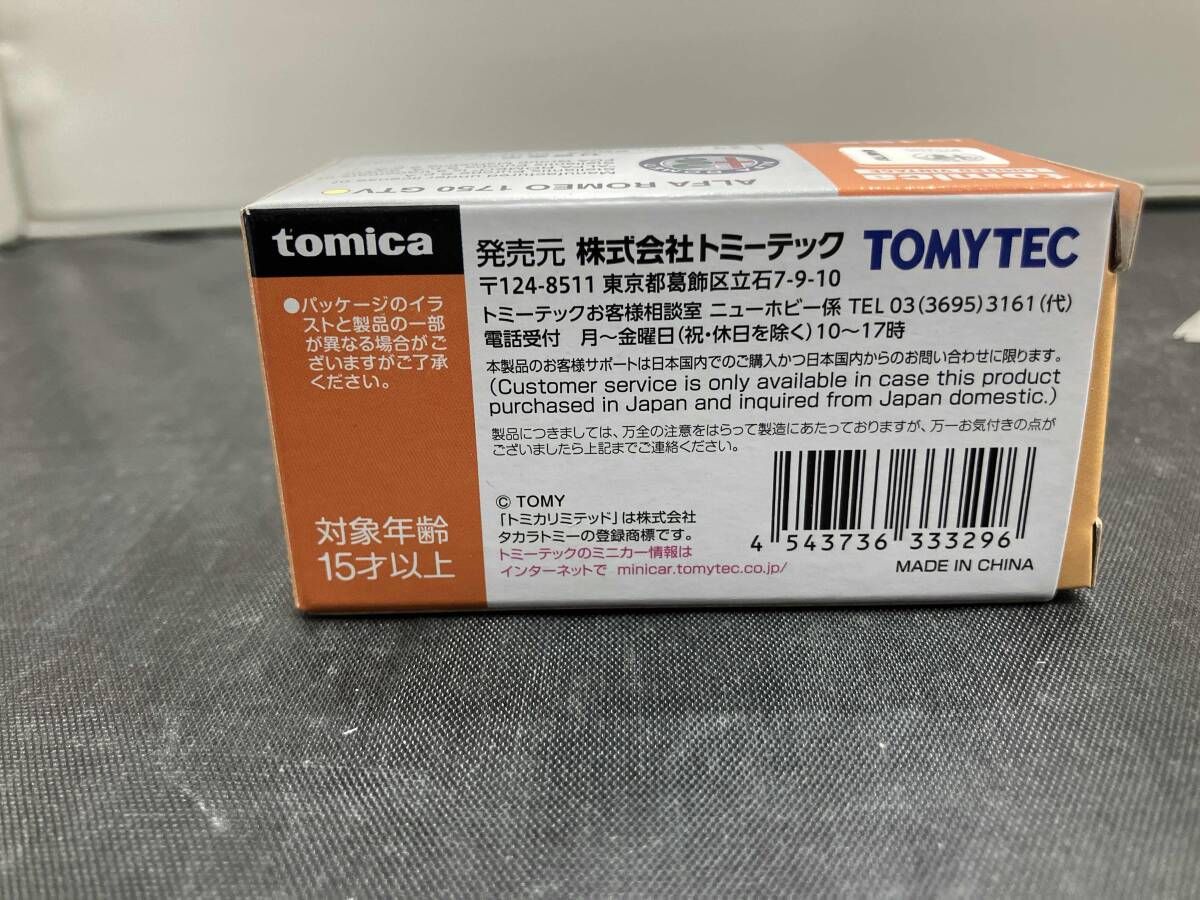 ALFA ROMEO 1750 GTV
tomica
●パッケージのイラ
ストと製品の一部
が異なる場合がご
ざいますがご了承
ください。
対象年齢
15才以上
発売元 株式会社トミーテック TOMYTEC
〒124-8511 東京都葛飾区立石7-9-10
トミーテックお客様相談室 ニューホビー係 TEL 03(3695)3161(代)
電話受付 月〜金曜日(祝・休日を除く)10〜17時
本製品のお客様サポートは日本国内でのご購入かつ日本国内からのお問い合わせに限ります。
(Customer service is only available in case this product
purchased in Japan and inquired from Japan domestic.)
製品につきましては、万全の注意をはらって製造にあたっておりますが、万一お気付きの点が
ございましたら上記までご連絡ください。
© TOMY
「トミカリミテッド」は株式会社
タカラトミーの登録商標です。
トミーテックのミニカー情報は
インターネットで minicar.tomytec.co.jp/
4 543736 333296
MADE IN CHINA